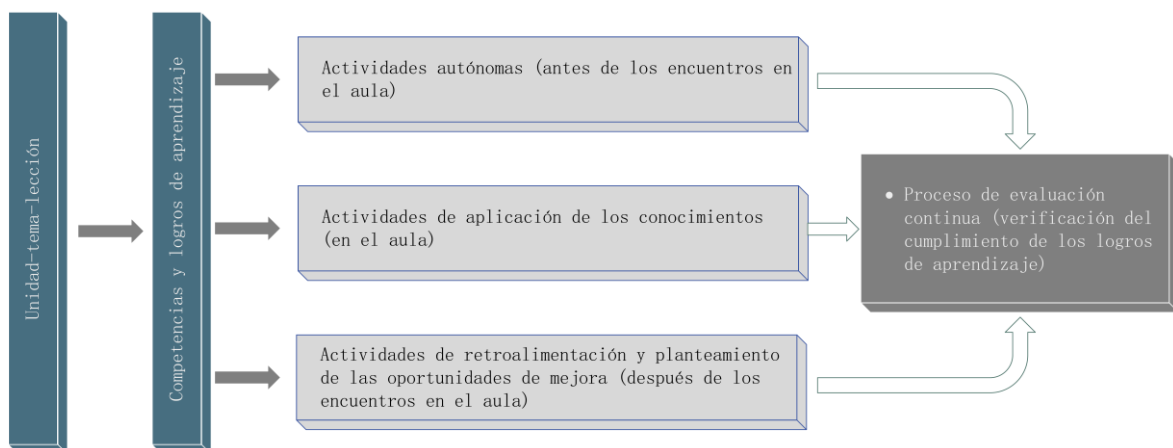 Unidad-tema-lección
Competencias y logros de aprendizaje
Actividades autónomas (antes de los encuentros en
el aula)
Actividades de aplicación de los conocimientos
(en el aula)
Actividades de retroalimentación y planteamiento
de las oportunidades de mejora (después de los
encuentros en el aula)
• Proceso de evaluación
continua (verificación del
cumplimiento de los logros
de aprendizaje)